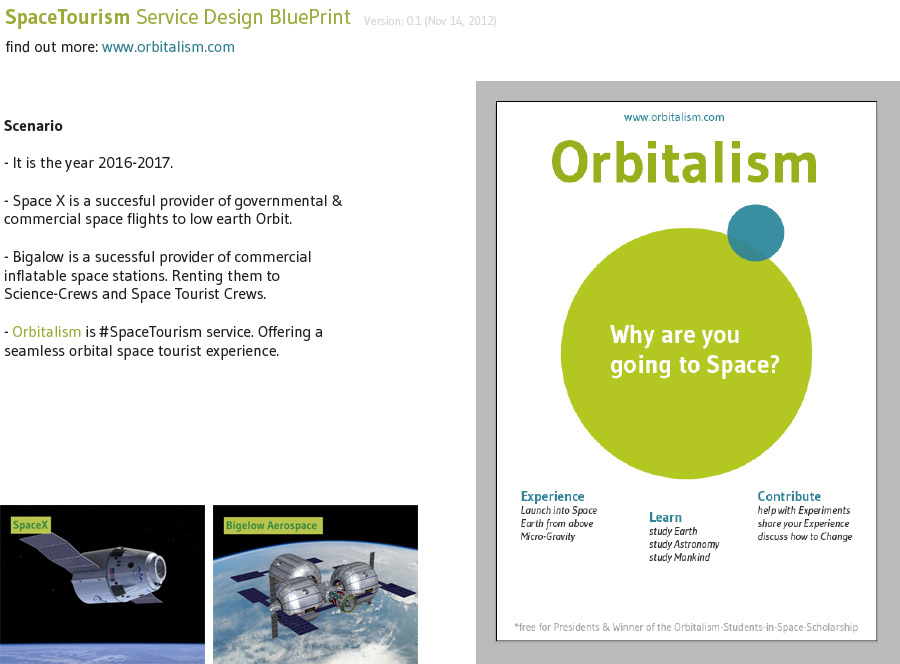 SpaceTourism Service Design BluePrint Version: 0.1 (Nov 14, 2012)
find out more: www.orbitalism.com
Scenario
- It is the year 2016-2017.
- Space X is a succesful provider of governmental &
commercial space flights to low earth Orbit.
- Bigalow is a sucessful provider of commercial
inflatable space stations. Renting them to
Science-Crews and Space Tourist Crews.
- Orbitalism is #SpaceTourism service. Offering a
seamless orbital space tourist experience.
SpaceX
Bigelow Aerospace
www.orbitalism.com
Orbitalism
Why are you
going to Space?
Experience
Launch into Space
Earth from above
Micro-Gravity
Learn
study Earth
study Astronomy
study Mankind
Contribute
help with Experiments
share your Experience
discuss how to Change
*free for Presidents & Winner of the Orbitalism-Students-in-Space-Scholarship